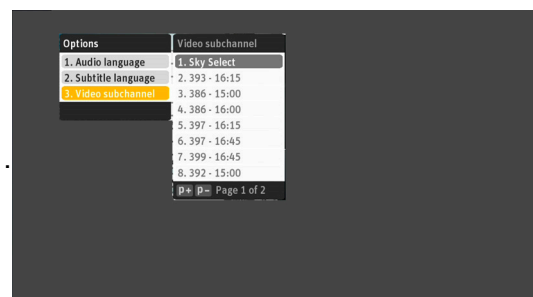 Options
1. Audio language
2. Subtitle language
3. Video subchannel
Video subchannel
1. Sky Select
2. 393 - 16:15
3. 386 - 15:00
4. 386 - 16:00
5. 397 - 16:15
6. 397 - 16:45
7. 399 - 16:45
8. 392 - 15:00
p+ p- Page 1 of 2